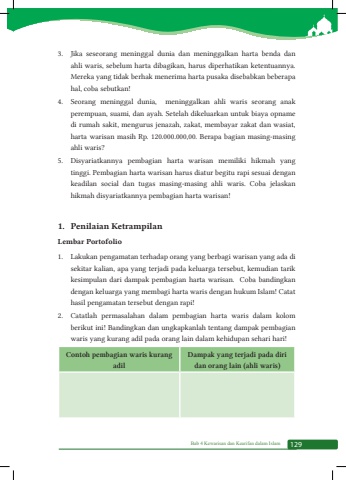 3. Jika seseorang meninggal dunia dan meninggalkan harta benda dan
ahli waris, sebelum harta dibagikan, harus diperhatikan ketentuannya.
Mereka yang tidak berhak menerima harta pusaka disebabkan beberapa
hal, coba sebutkan!
4. Seorang meninggal dunia, meninggalkan ahli waris seorang anak
perempuan, suami, dan ayah. Setelah dikeluarkan untuk biaya opname
di rumah sakit, mengurus jenazah, zakat, membayar zakat dan wasiat,
harta warisan masih Rp. 120.000.000,00. Berapa bagian masing-masing
ahli waris?
5. Disyariatkannya pembagian harta warisan memiliki hikmah yang
tinggi. Pembagian harta warisan harus diatur begitu rapi sesuai dengan
keadilan social dan tugas masing-masing ahli waris. Coba jelaskan
hikmah disyariatkannya pembagian harta warisan!
1. Penilaian Ketrampilan
Lembar Portofolio
1. Lakukan pengamatan terhadap orang yang berbagi warisan yang ada di
sekitar kalian, apa yang terjadi pada keluarga tersebut, kemudian tarik
kesimpulan dari dampak pembagian harta warisan. Coba bandingkan
dengan keluarga yang membagi harta waris dengan hukum Islam! Catat
hasil pengamatan tersebut dengan rapi!
2. Catatlah permasalahan dalam pembagian harta waris dalam kolom
berikut ini! Bandingkan dan ungkapkanlah tentang dampak pembagian
waris yang kurang adil pada orang lain dalam kehidupan sehari hari!
Contoh pembagian waris kurang
adil
Dampak yang terjadi pada diri
dan orang lain (ahli waris)
Bab 4 Kewarisan dan Kearifan dalam Islam 129